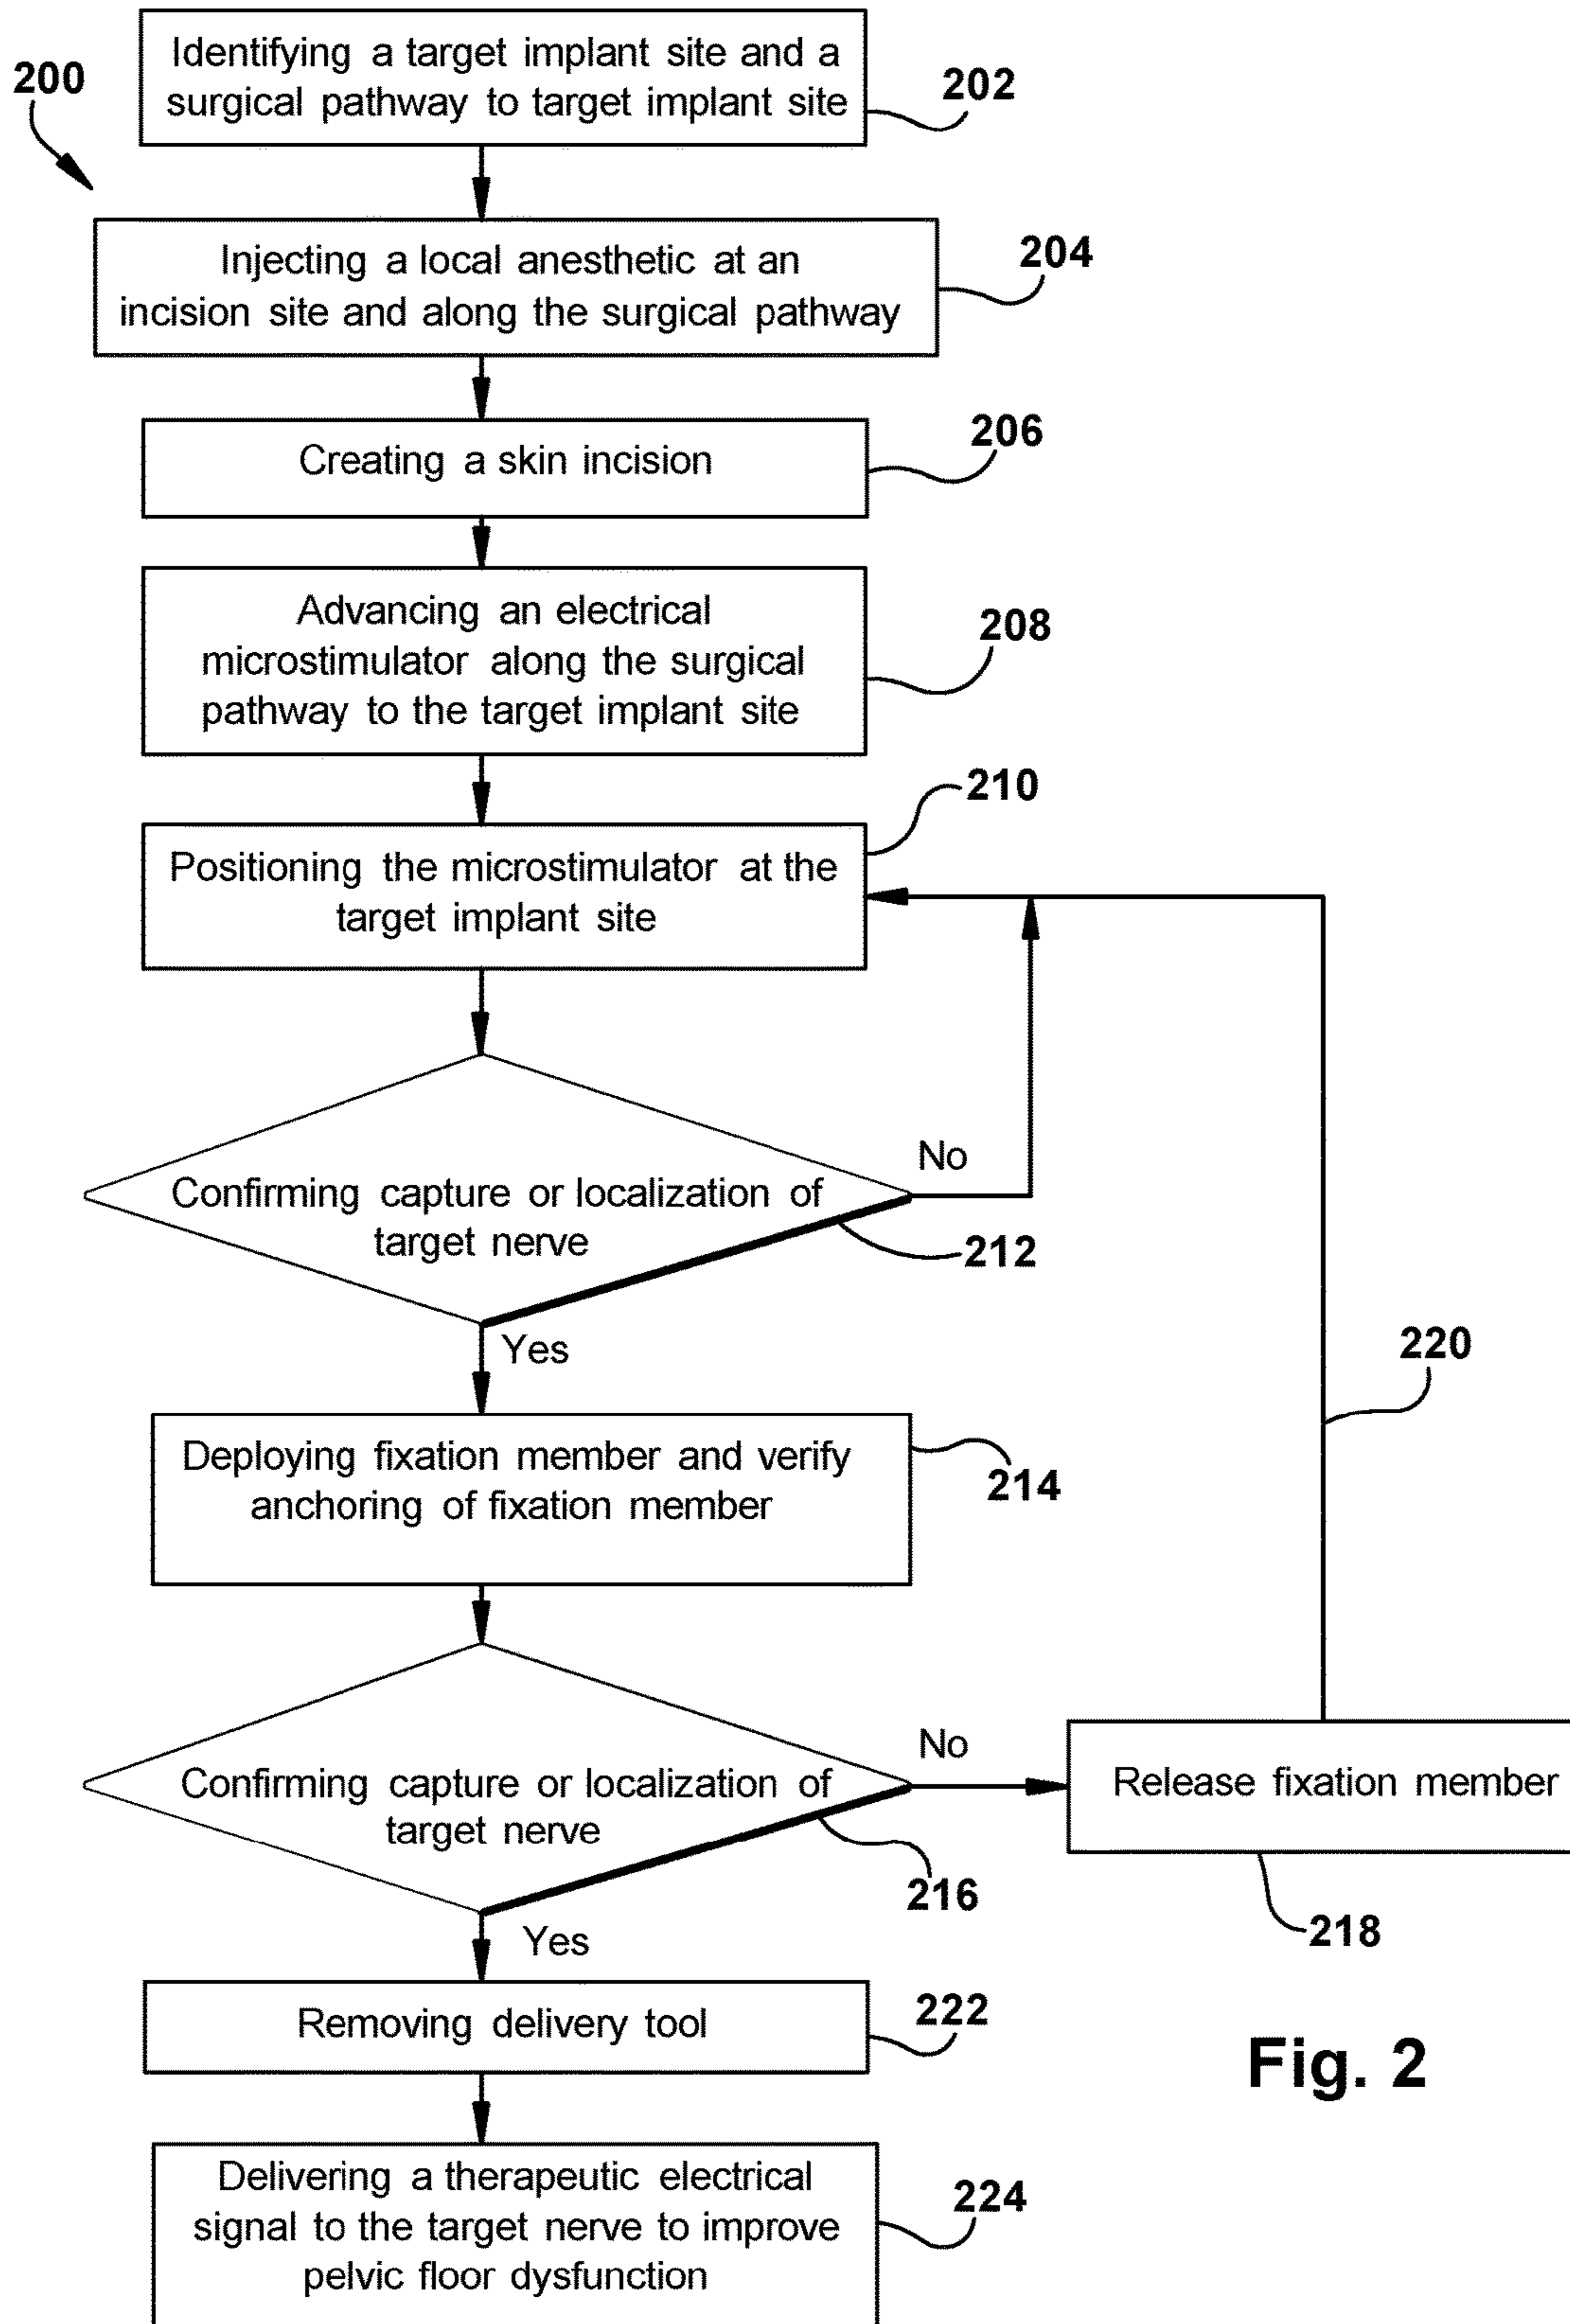 200
Identifying a target implant site and a
surgical pathway to target implant site
202
Injecting a local anesthetic at an
incision site and along the surgical pathway
204
Creating a skin incision
206
Advancing an electrical
microstimulator along the surgical
pathway to the target implant site
208
Positioning the microstimulator at the
target implant site
210
Confirming capture or localization of
target nerve
No
212
Yes
Deploying fixation member and verify
anchoring of fixation member
214
220
Confirming capture or localization of
target nerve
No
216
Release fixation member
218
Yes
Removing delivery tool
222
Delivering a therapeutic electrical
signal to the target nerve to improve
pelvic floor dysfunction
224
Fig. 2